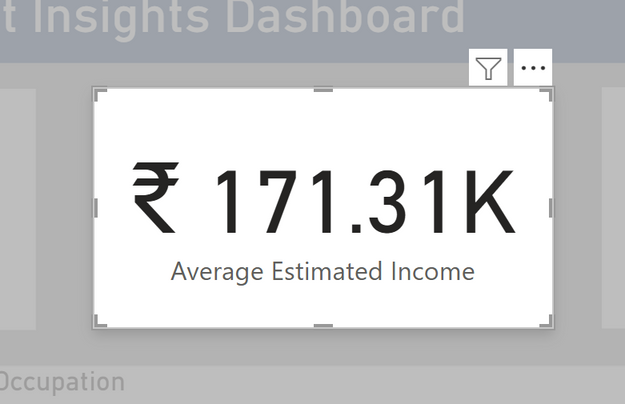 t Insights Dashboard
₹ 171.31K
Average Estimated Income
Occupation